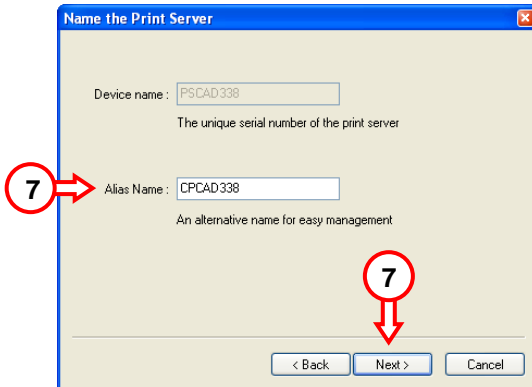 Name the Print Server
Device name : PSCAD338
The unique serial number of the print server
7
Alias Name : CPCAD338
An alternative name for easy management
7
< Back Next > Cancel